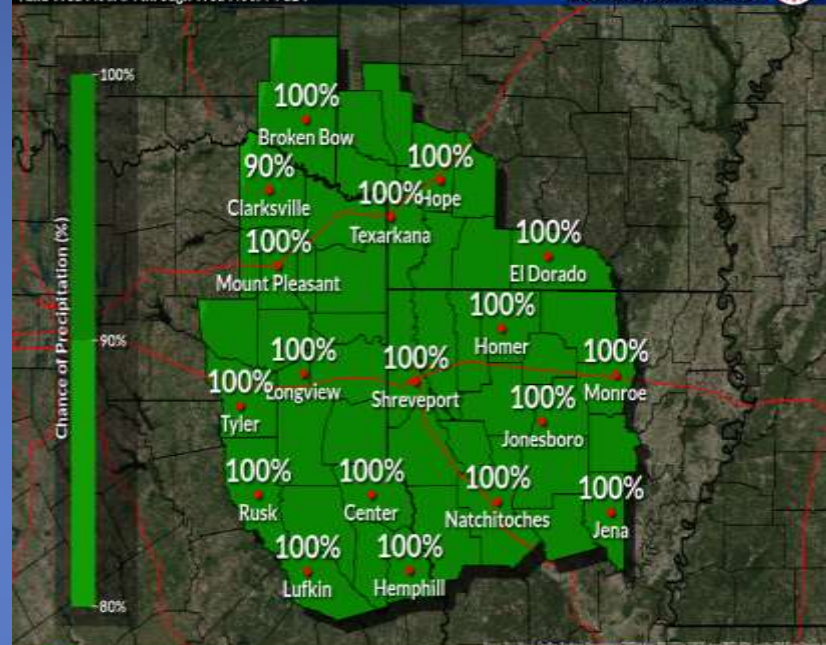 100%
100%
Broken Bow
90%
Clarksville
100%
Hope
100%
Texarkana
100%
Mount Pleasant
100%
El Dorado
Chance of Precipitation (%)
90%
100%
Homer
100%
Longview
100%
Shreveport
100%
Monroe
100%
Tyler
100%
Jonesboro
100%
Rusk
100%
Center
100%
Natchitoches
100%
Jena
100%
Lufkin
100%
Hemphill
80%